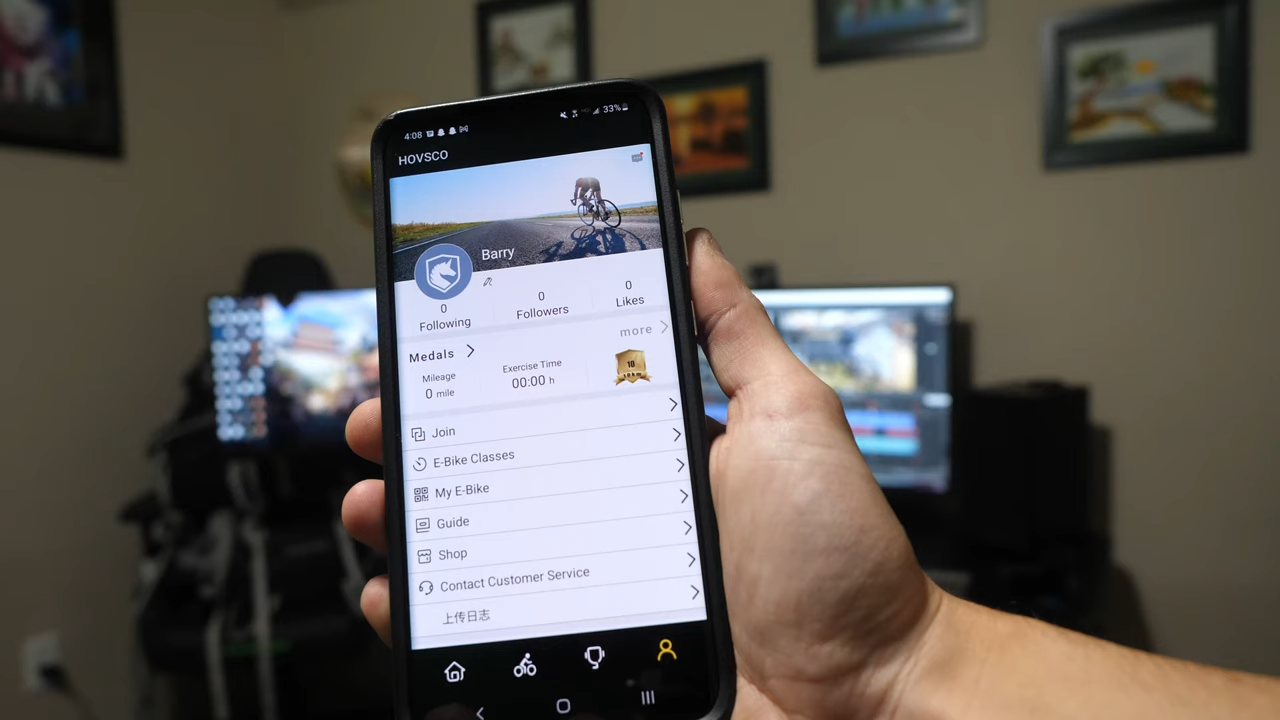 4:08
33%
HOVSCO
Barry
0 0 0
Following Followers Likes
Medals more
Mileage Exercise Time
0 mile 00:00 h
10
Join
E-Bike Classes
My E-Bike
Guide
Shop
Contact Customer Service
上传日志